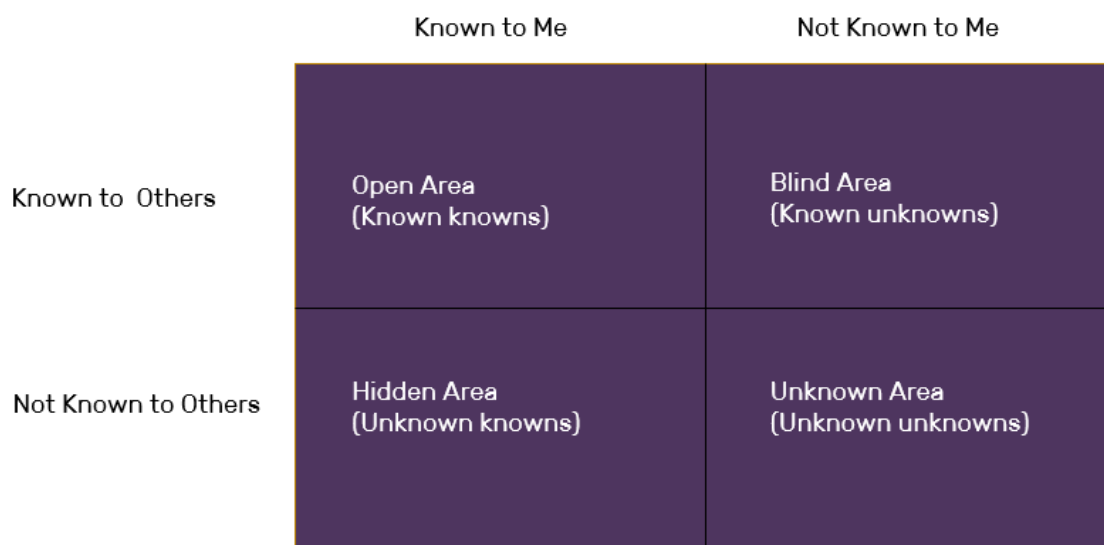 Known to Me
Not Known to Me
Known to  Others
Open Area
(Known knowns)
Blind Area
(Known unknowns)
Not Known to Others
Hidden Area
(Unknown knowns)
Unknown Area
(Unknown unknowns)